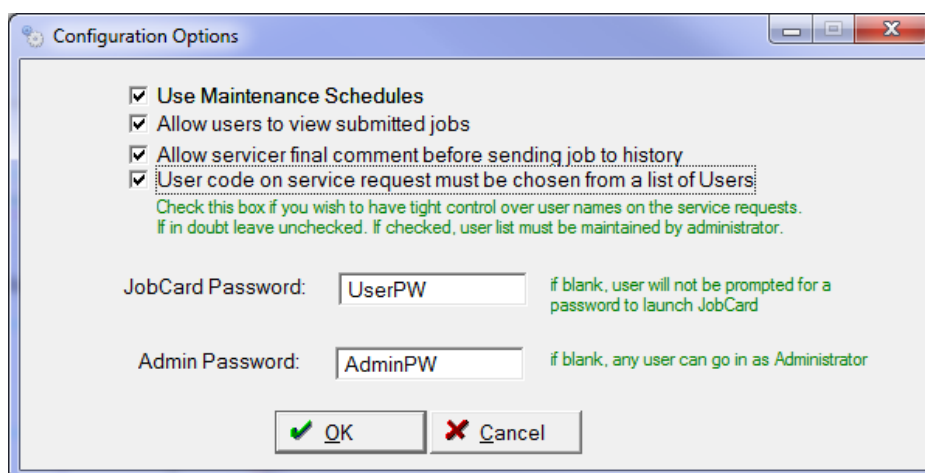 Configuration Options
Use Maintenance Schedules
Allow users to view submitted jobs
Allow servicer final comment before sending job to history
User code on service request must be chosen from a list of Users
Check this box if you wish to have tight control over user names on the service requests.
If in doubt leave unchecked. If checked, user list must be maintained by administrator.
JobCard Password: UserPW if blank, user will not be prompted for a
password to launch JobCard
Admin Password: AdminPW if blank, any user can go in as Administrator
OK Cancel